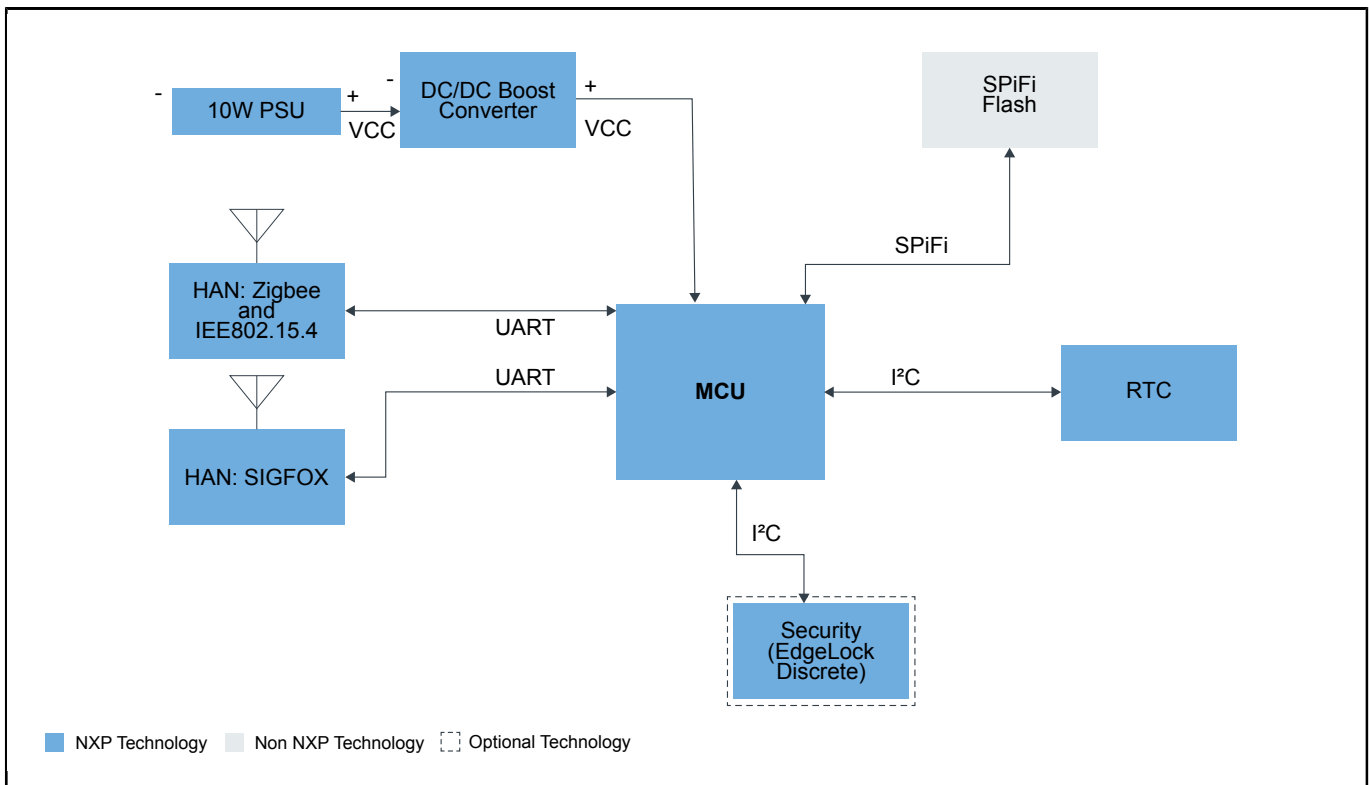 -
10W PSU
+
VCC
-
DC/DC Boost
Converter
+
VCC
SPiFi
Flash
SPiFi
HAN: Zigbee
and
IEE802.15.4
UART
UART
HAN: SIGFOX
MCU
I²C
RTC
I²C
Security
(EdgeLock
Discrete)
NXP Technology
Non NXP Technology
Optional Technology